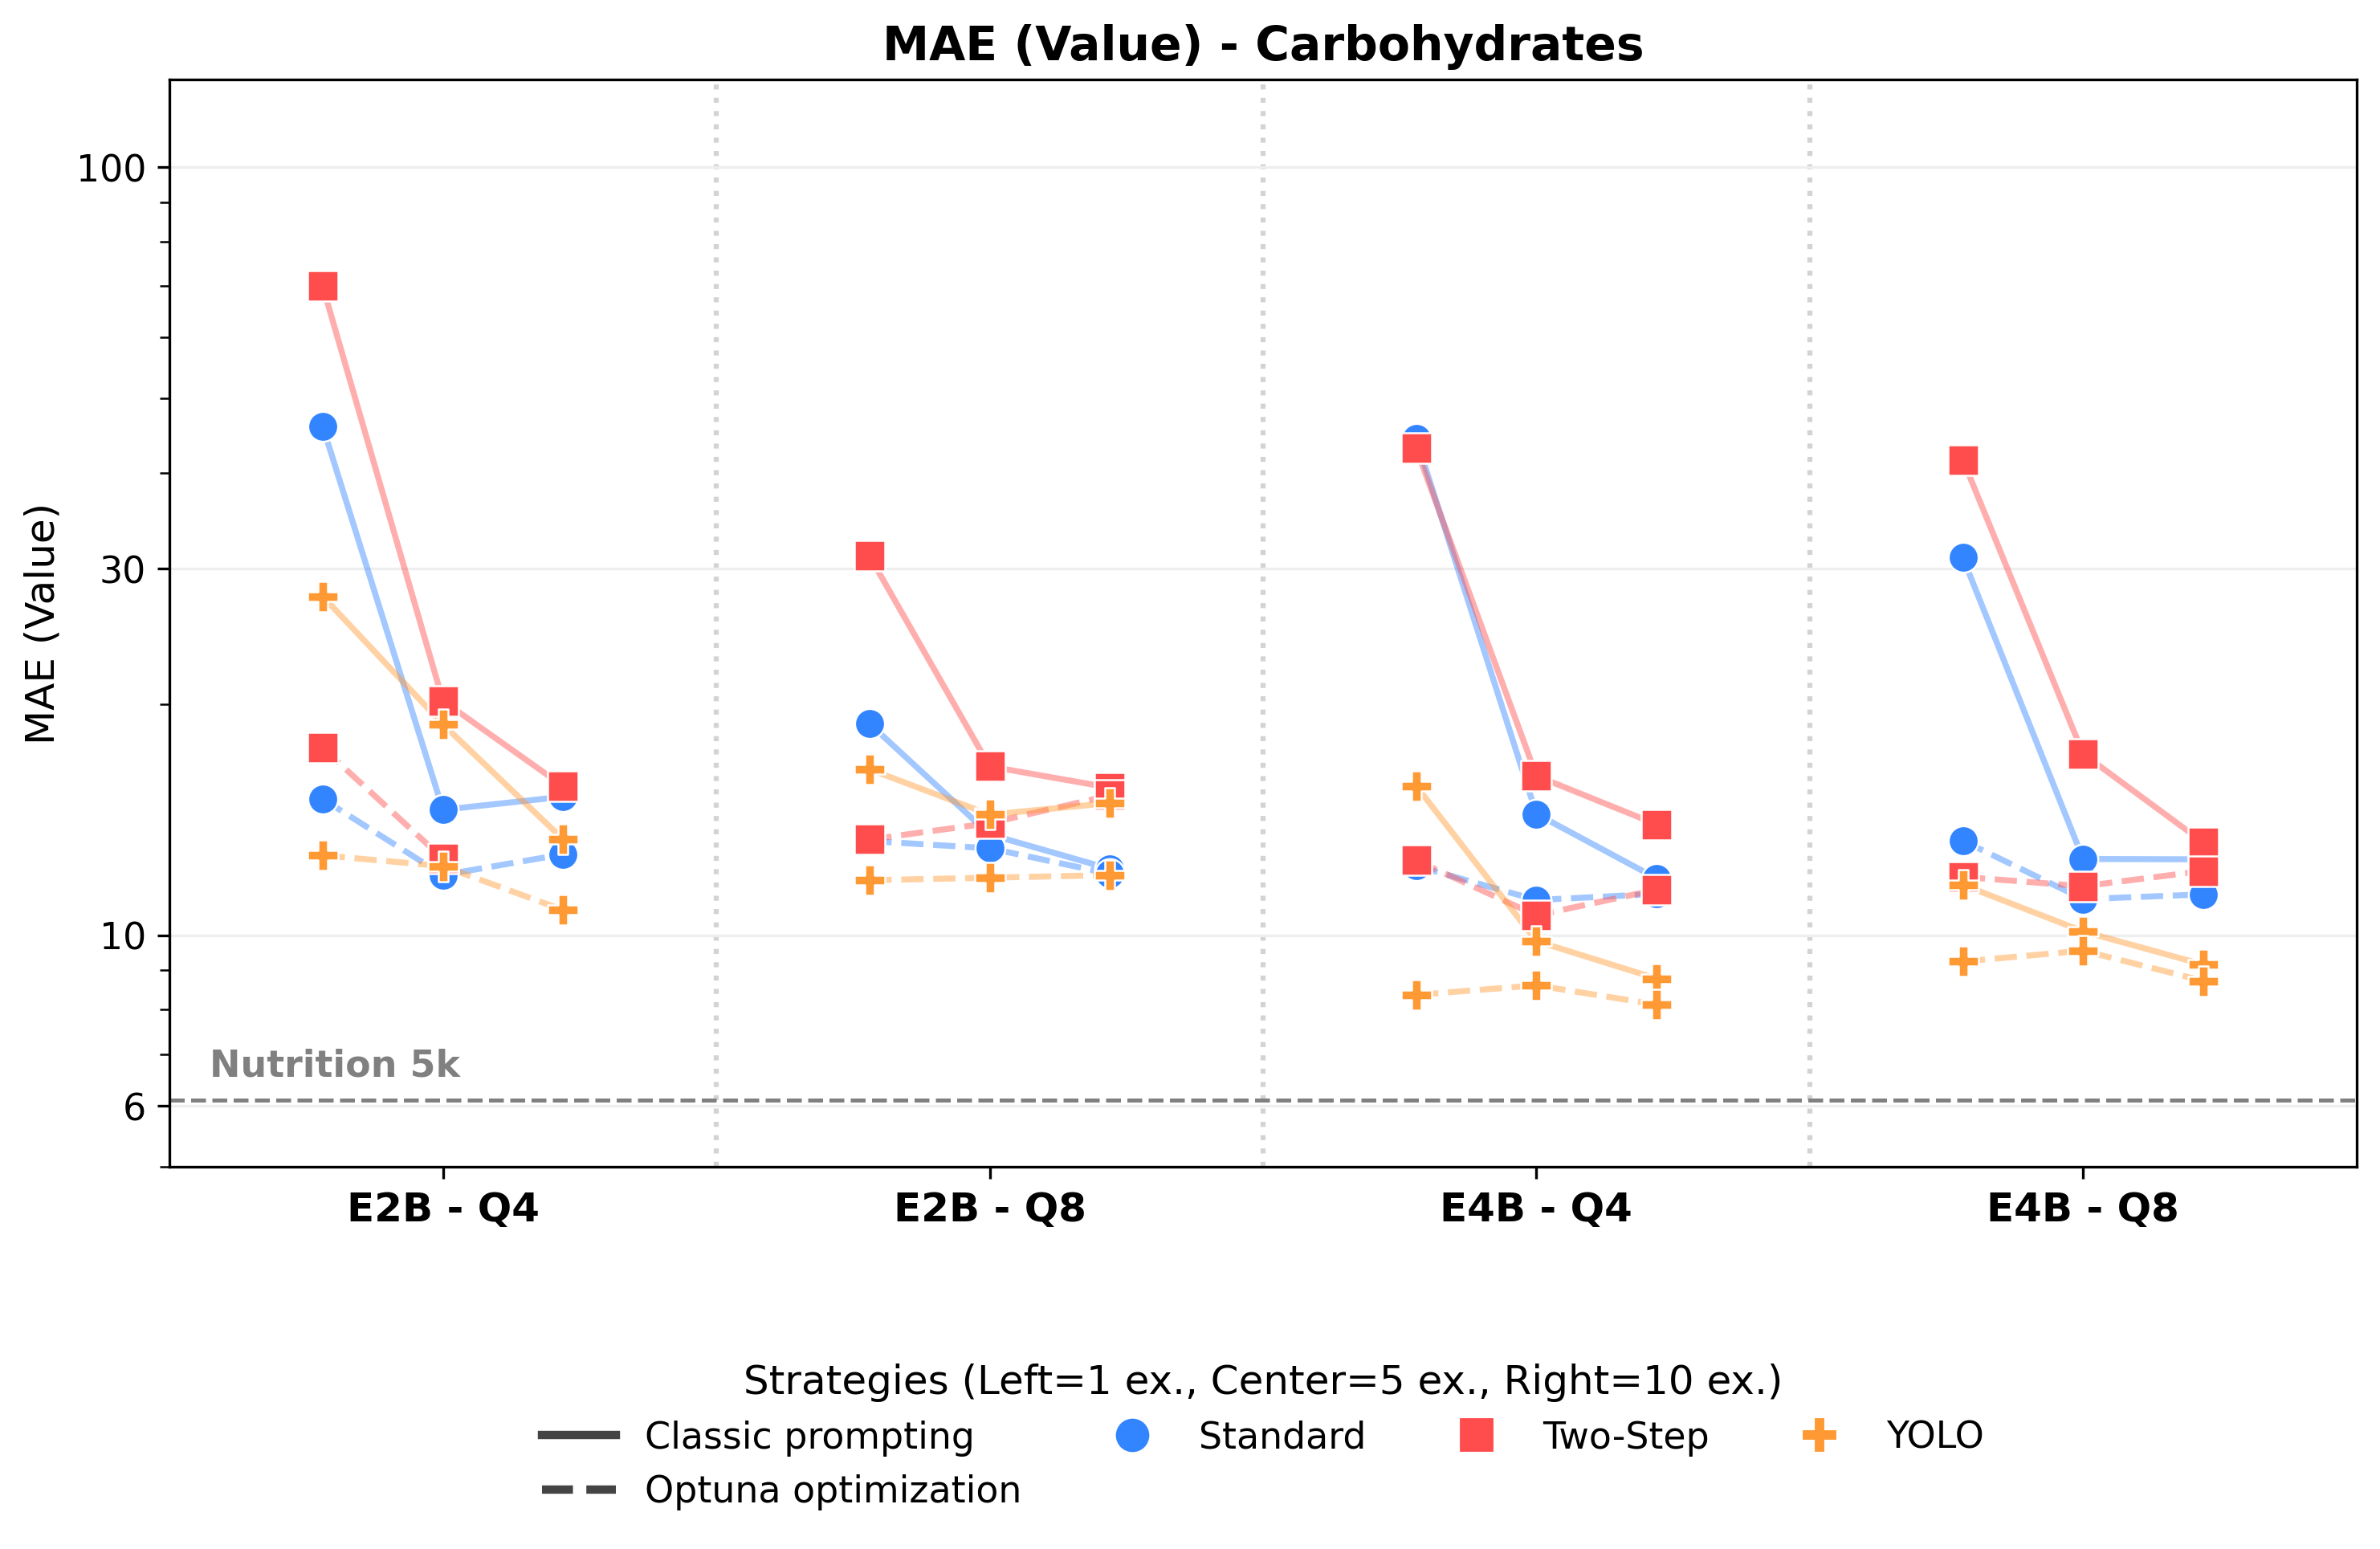 MAE (Value) - Carbohydrates
MAE (Value)
100
30
10
6
Nutrition 5k
E2B - Q4
E2B - Q8
E4B - Q4
E4B - Q8
Strategies (Left=1 ex., Center=5 ex., Right=10 ex.)
Classic prompting
Standard
Two-Step
YOLO
Optuna optimization